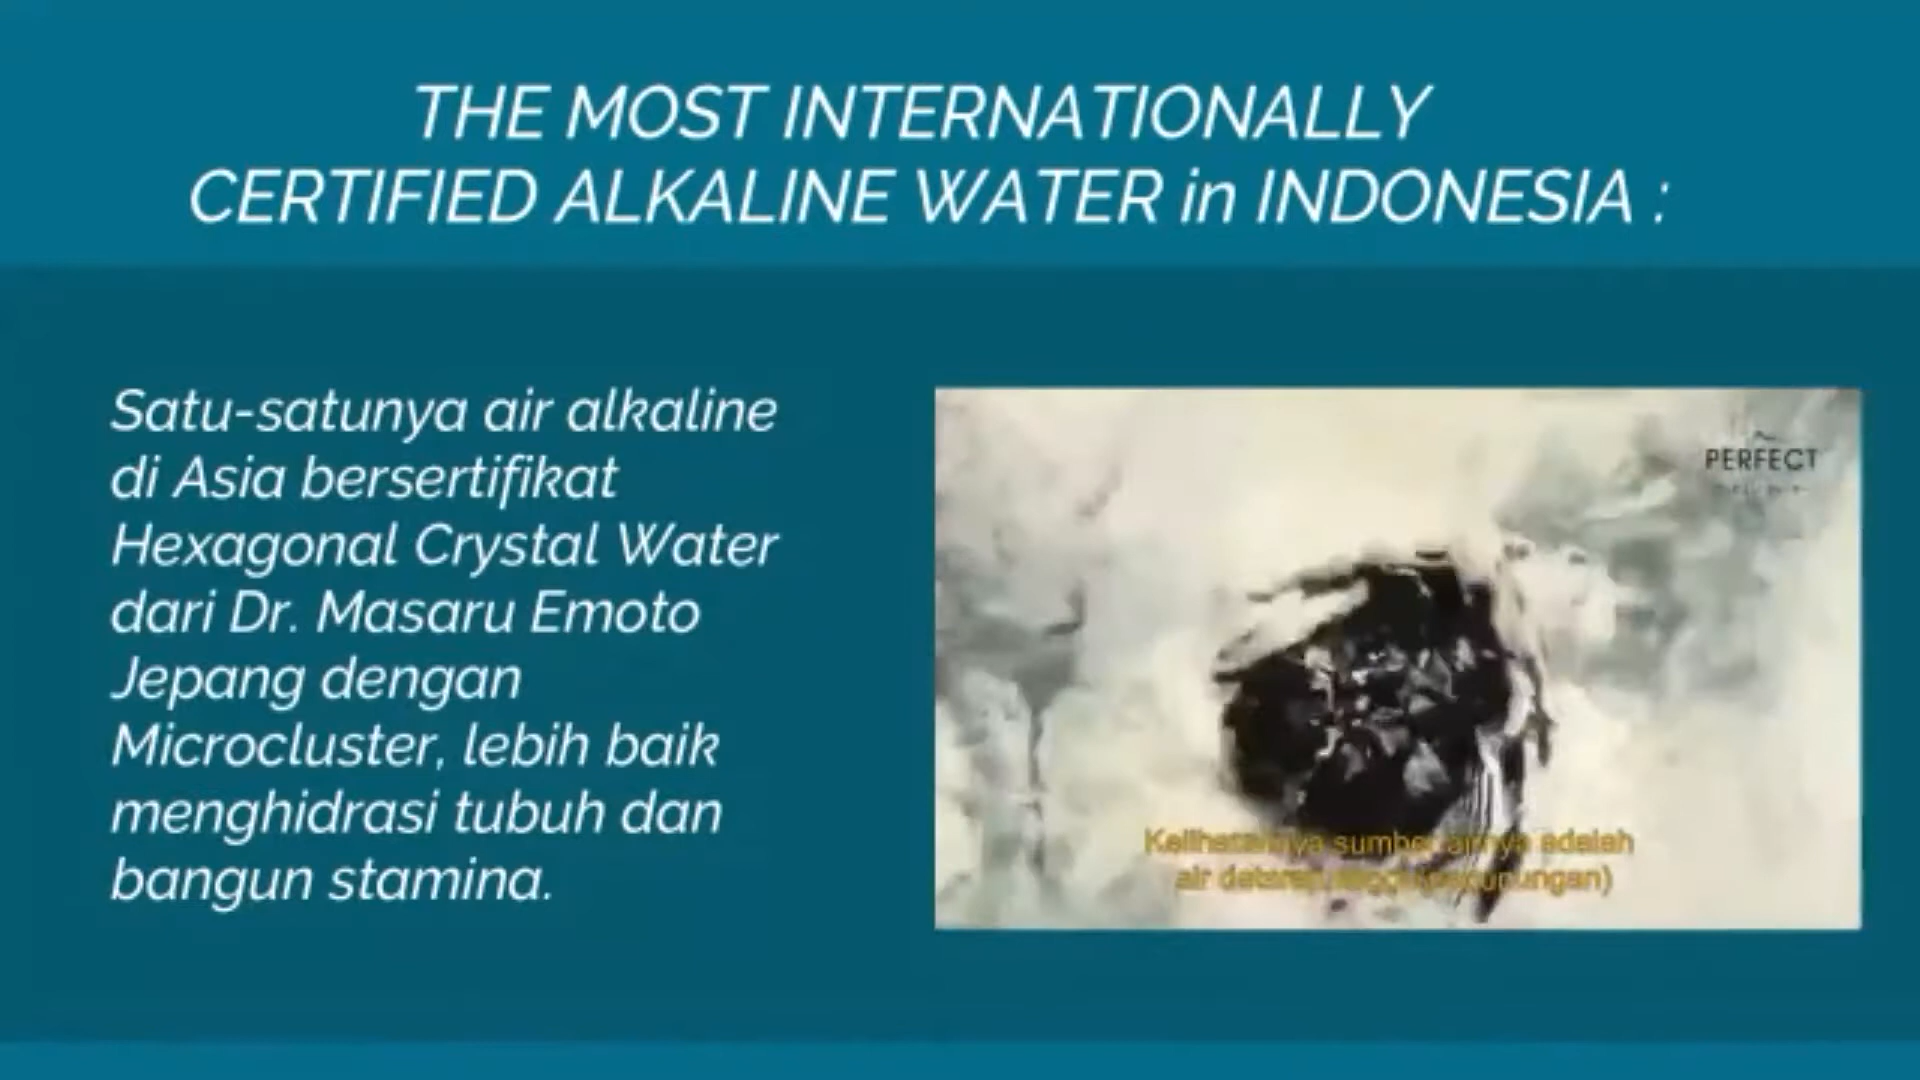 THE MOST INTERNATIONALLY
CERTIFIED ALKALINE WATER in INDONESIA :
Satu-satunya air alkaline
di Asia bersertifikat
Hexagonal Crystal Water
dari Dr. Masaru Emoto
Jepang dengan
Microcluster, lebih baik
menghidrasi tubuh dan
bangun stamina.
PERFECT
sumber airnya adalah
air